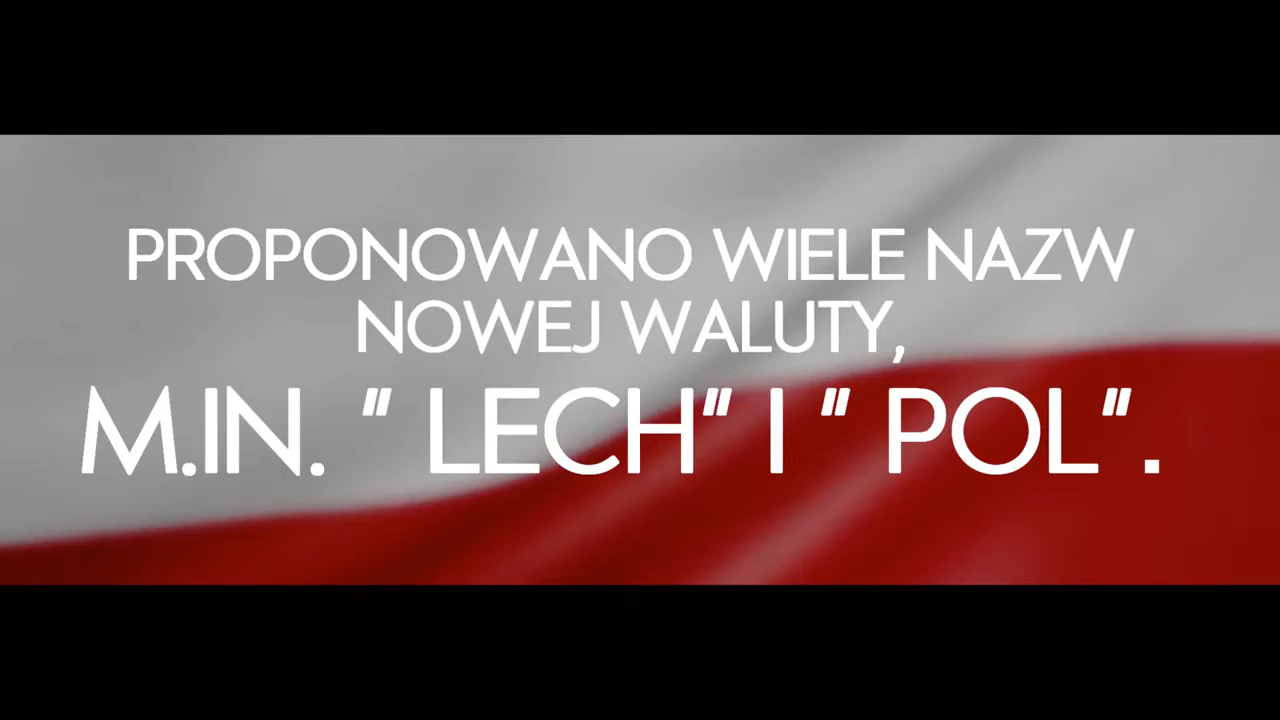 PROPONOWANO WIELE NAZW
NOWEJ WALUTY,
M.IN. " LECH" I " POL" .